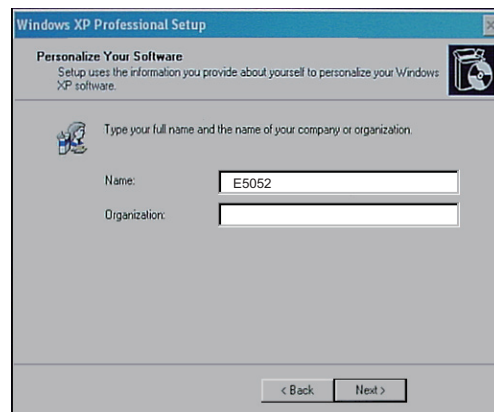 Windows XP Professional Setup
Personalize Your Software
Setup uses the information you provide about yourself to personalize your Windows
XP software.
Type your full name and the name of your company or organization.
Name:
E5052
Organization:
< Back
Next >